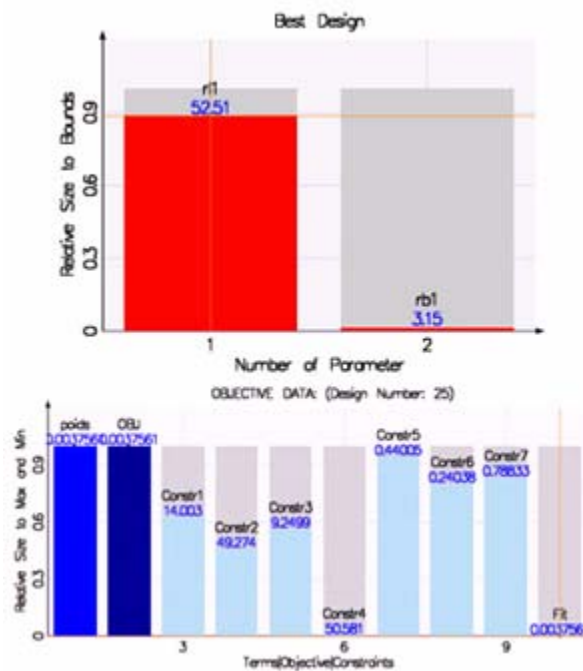 Best Design
Relative Size to Bounds
0.9
0.6
0.3
0
rl1
52.51
rb1
3.15
1
2
Number of Parameter
OBJECTIVE DATA: (Design Number: 25)
Relative Size to Max and Min
0.9
0.6
0.3
0
poids
0.0037561
OBJ
0.0037561
Constr1
14.003
Constr2
49.274
Constr3
9.2499
Constr4
50.581
Constr5
0.44005
Constr6
0.24038
Constr7
0.78833
Fit
0.003756
3
6
9
Terms|Objective|Constraints